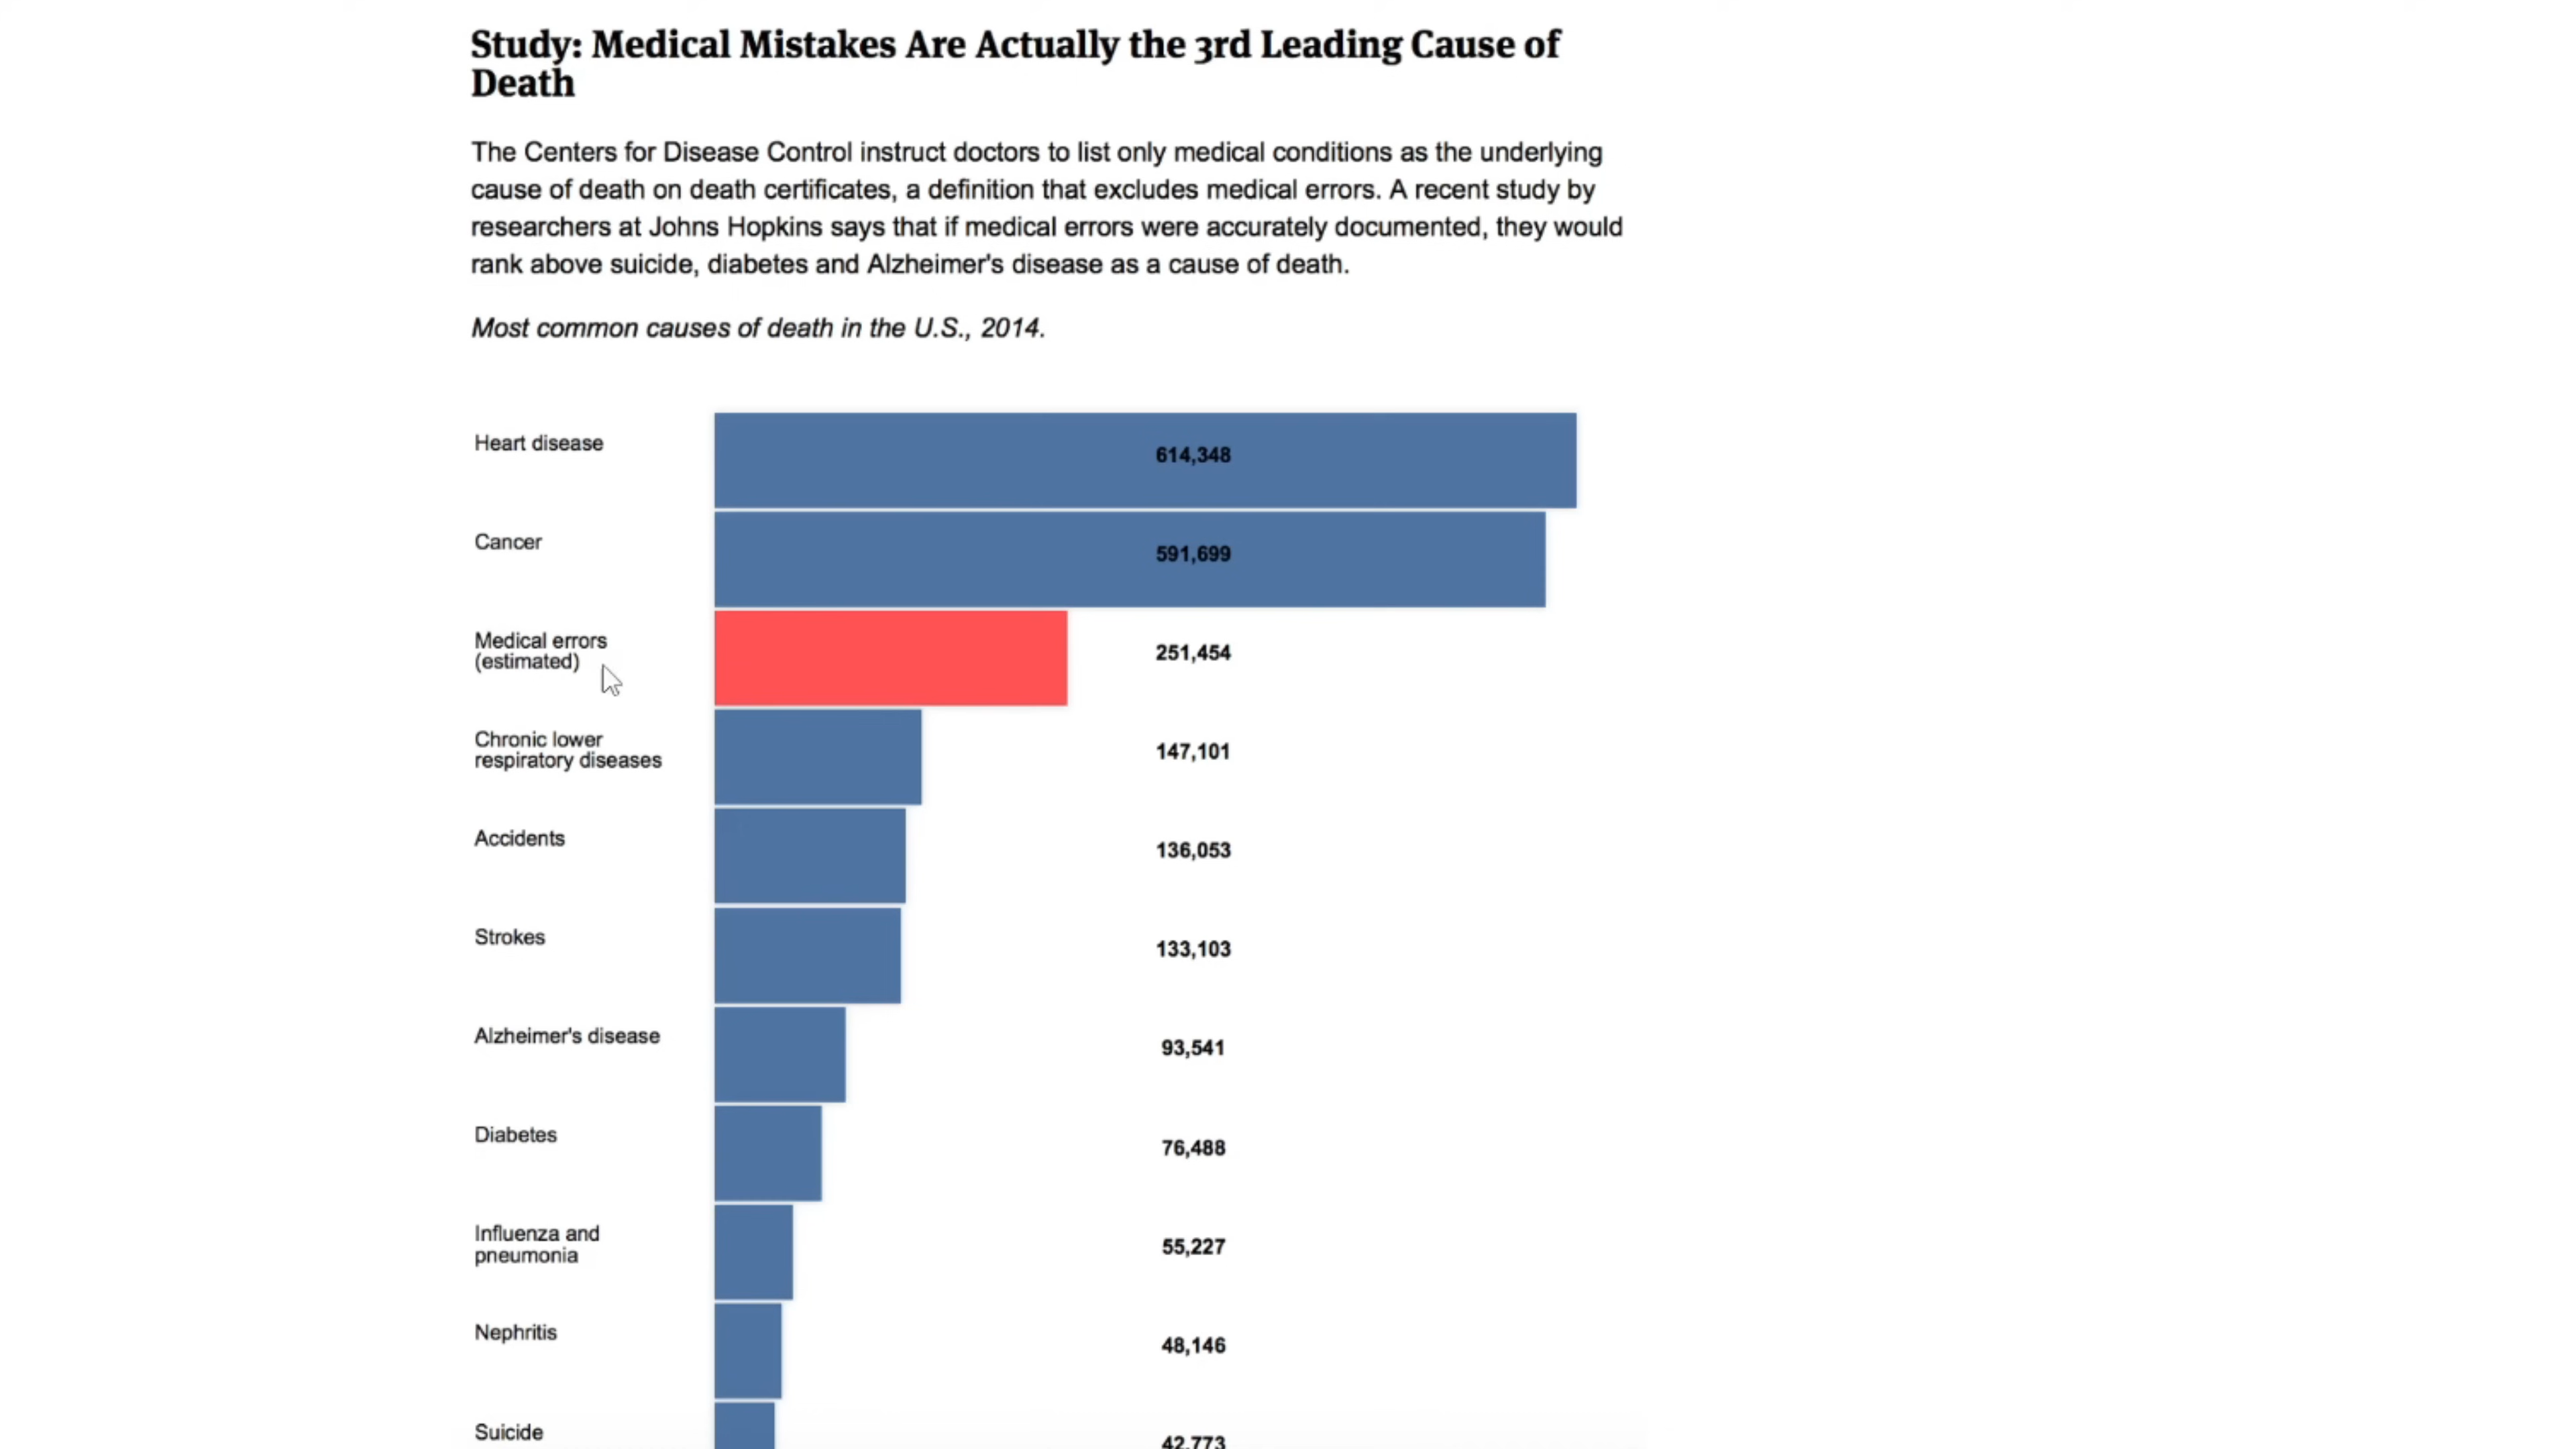 Study: Medical Mistakes Are Actually the 3rd Leading Cause of
Death
The Centers for Disease Control instruct doctors to list only medical conditions as the underlying
cause of death on death certificates, a definition that excludes medical errors. A recent study by
researchers at Johns Hopkins says that if medical errors were accurately documented, they would
rank above suicide, diabetes and Alzheimer's disease as a cause of death.
Most common causes of death in the U.S., 2014.
Heart disease
614,348
Cancer
591,699
Medical errors
(estimated)
251,454
Chronic lower
respiratory diseases
147,101
Accidents
136,053
Strokes
133,103
Alzheimer's disease
93,541
Diabetes
76,488
Influenza and
pneumonia
55,227
Nephritis
48,146
Suicide
42,773